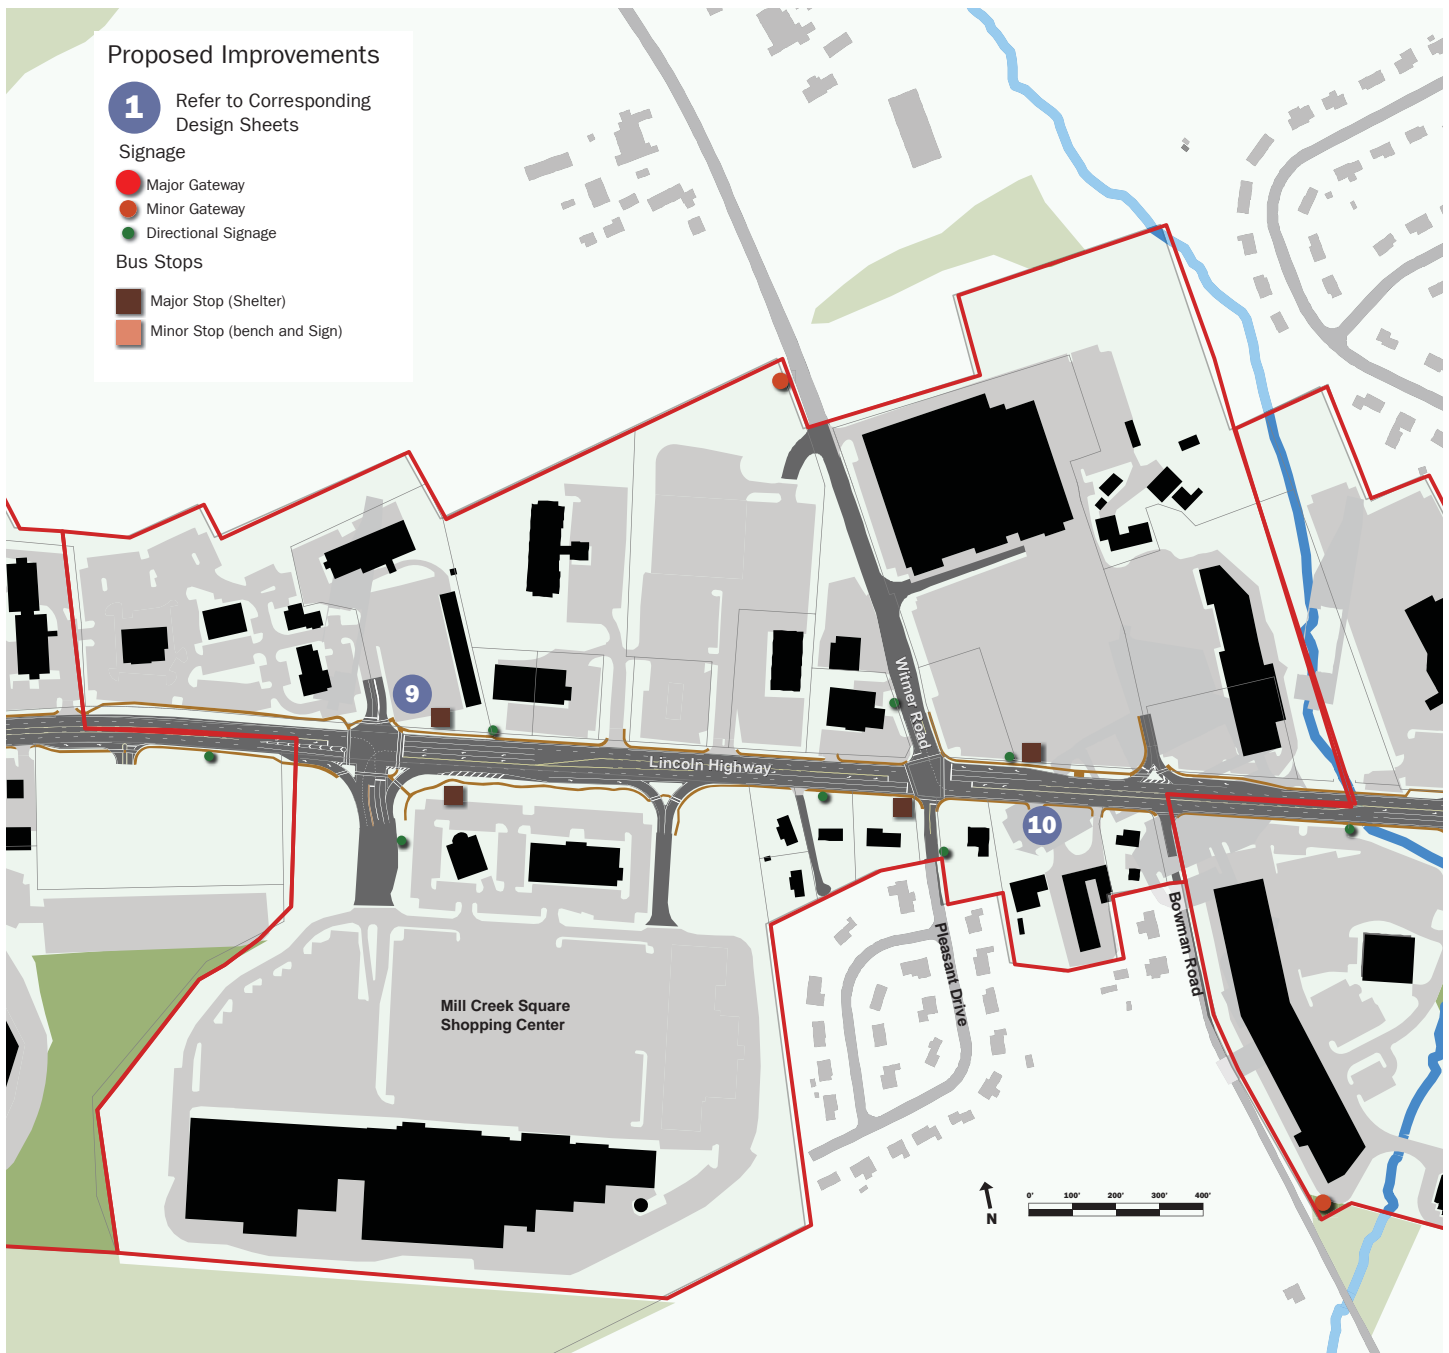 Proposed Improvements
1
Refer to Corresponding
Design Sheets
Signage
Major Gateway
Minor Gateway
Directional Signage
Bus Stops
Major Stop (Shelter)
Minor Stop (bench and Sign)
9
Witmer Road
Lincoln Highway
10
Bowman Road
Pleasant Drive
Mill Creek Square
Shopping Center
N
0' 100' 200' 300' 400'